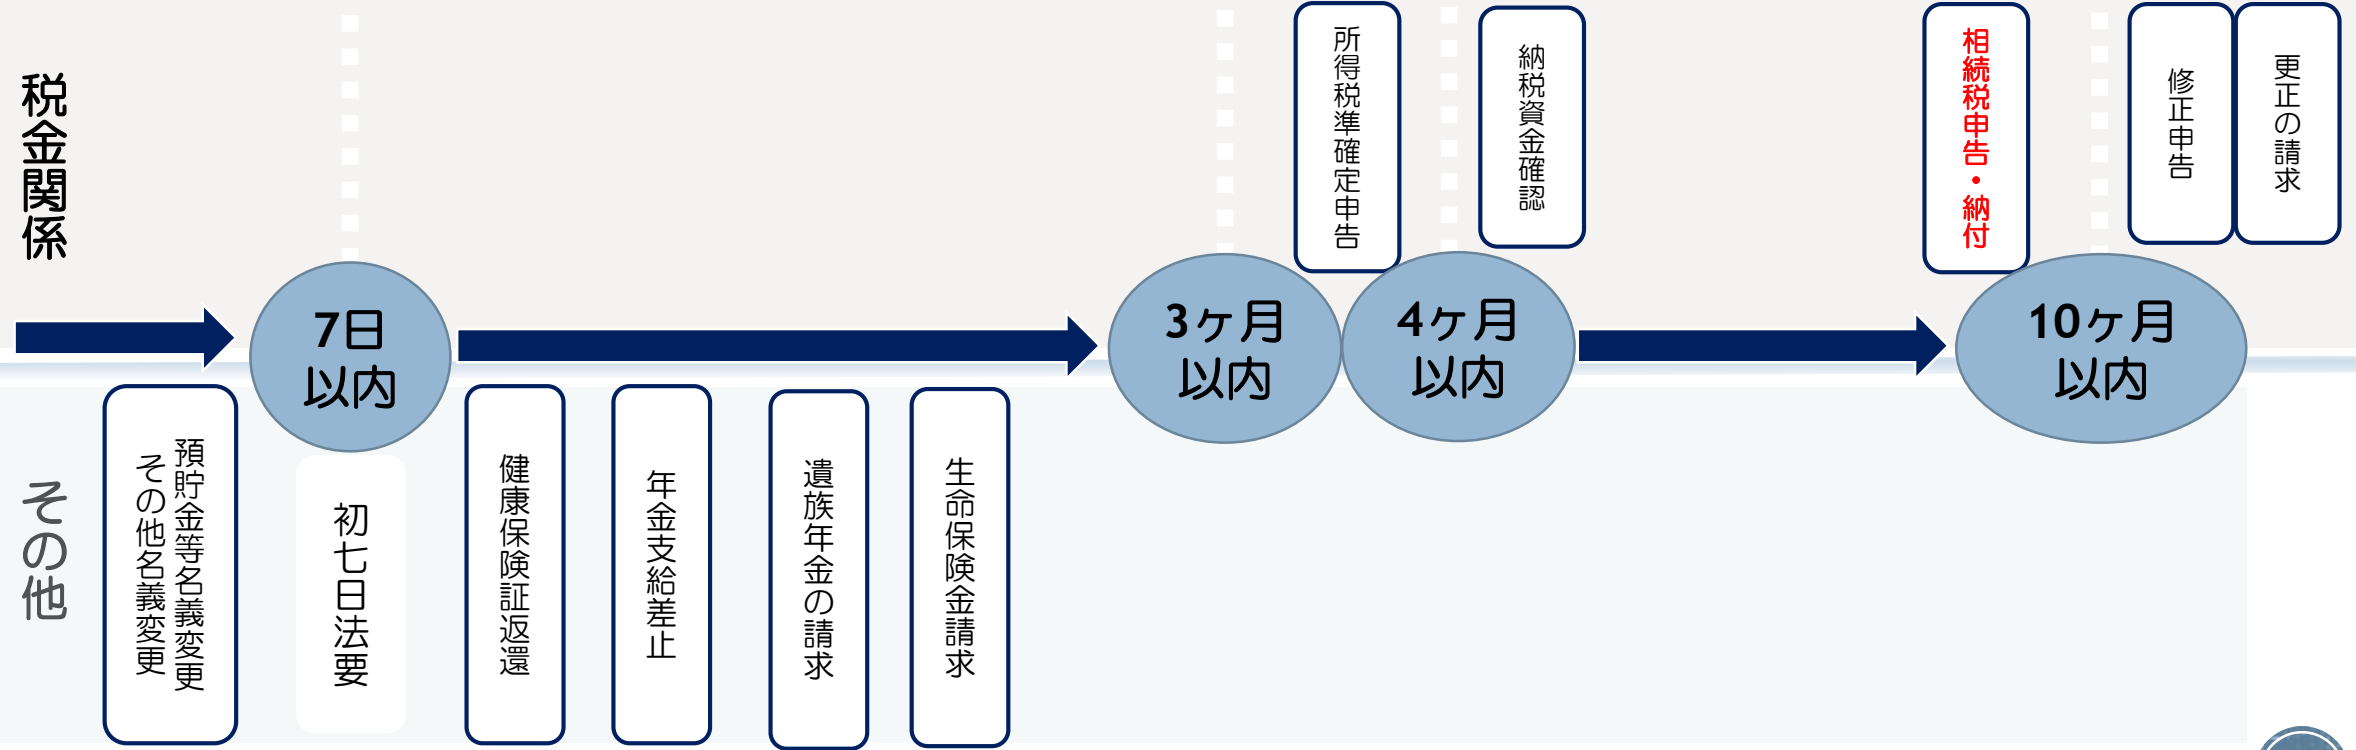 税金関係
所得税準確定申告
納税資金確認
相続税申告・納付
修正申告
更正の請求
7日
以内
3ヶ月
以内
4ヶ月
以内
10ヶ月
以内
その他
預貯金等名義変更
その他名義変更
初七日法要
健康保険証返還
年金支給差止
遺族年金の請求
生命保険金請求